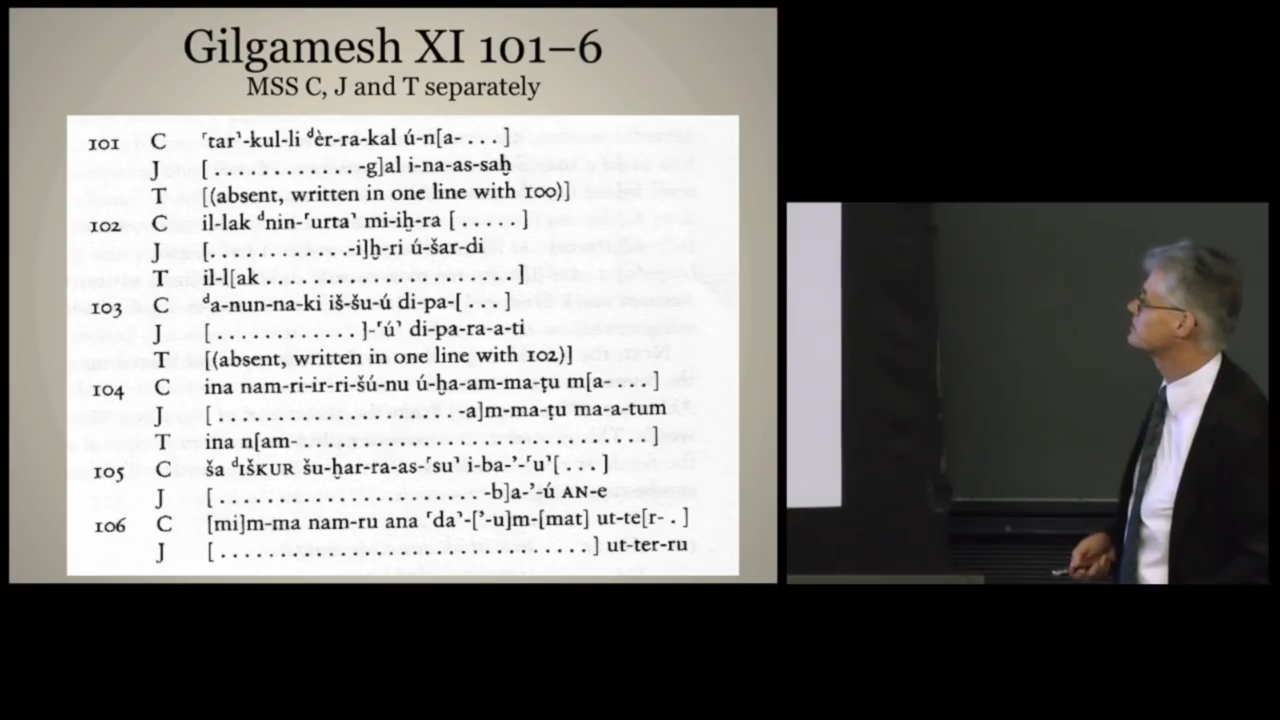 Gilgamesh XI 101–6
MSS C, J and T separately
101 C ⸢tar⸣-kul-li ᵈèr-ra-kal ú-n[a- . . .]
J [. . . . . . . . . . . . .-g]al i-na-as-saḫ
T [(absent, written in one line with 100)]
102 C il-lak ᵈnin-⸢urta⸣ mi-iḫ-ra [. . . . .]
J [. . . . . . . . . . . . .-i]ḫ-ri ú-šar-di
T il-l[ak . . . . . . . . . . . . . . . . . . . . . . . .]
103 C ᵈa-nun-na-ki iš-šu-ú di-pa-[. . . .]
J [. . . . . . . . . . . . .]-⸢ú⸣ di-pa-ra-a-ti
T [(absent, written in one line with 102)]
104 C ina nam-ri-ir-ri-šú-nu ú-ḫa-am-ma-ṭu m[a-. . . .]
J [. . . . . . . . . . . . . . . . . . . . . . .-a]m-ma-ṭu ma-a-tum
T ina n[am-. . . . . . . . . . . . . . . . . . . . . . . . . . . . . . . .]
105 C ša ᵈIŠKUR šu-ḫar-ra-as-⸢su⸣ i-ba-’-⸢u⸣[. . . ]
J [. . . . . . . . . . . . . . . . . . . . . . . . .-b]a-’-ú AN-e
106 C [mi]m-ma nam-ru ana ⸢da⸣-[’-u]m-[mat] ut-te[r- . ]
J [. . . . . . . . . . . . . . . . . . . . . . . . . . . . . . . . . . .] ut-ter-ru